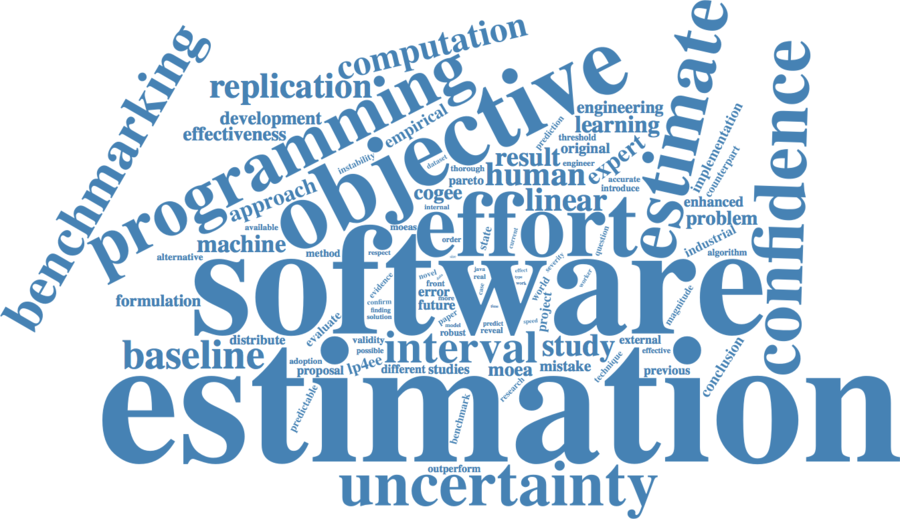 benchmarking
computation
replication
programming
objective
estimate
confidence
development
effectiveness
empirical
instability
dataset
prediction
engineering
threshold
learning
original
expert
engineer
accurate
introduce
implementation
counterpart
approach
thorough
result
pareto
human
cogee
internal
linear
enhanced
problem
available
machine
moeas
effort
order
state
current
question
industrial
algorithm
alternative
method
respect
software
evidence
novel
front
error
more
future
java
real
case
effect
type
work
severity
world
worker
project
magnitude
formulation
confirm
finding
solution
paper
model
robust
time
predict
reveal
speed
distribute
evaluate
validity
possible
baseline
interval
study
external
effective
conclusion
adoption
proposal
lp4ee
different
studies
moea
mistake
technique
previous
research
predictable
benchmark
estimation
outperform
uncertainty